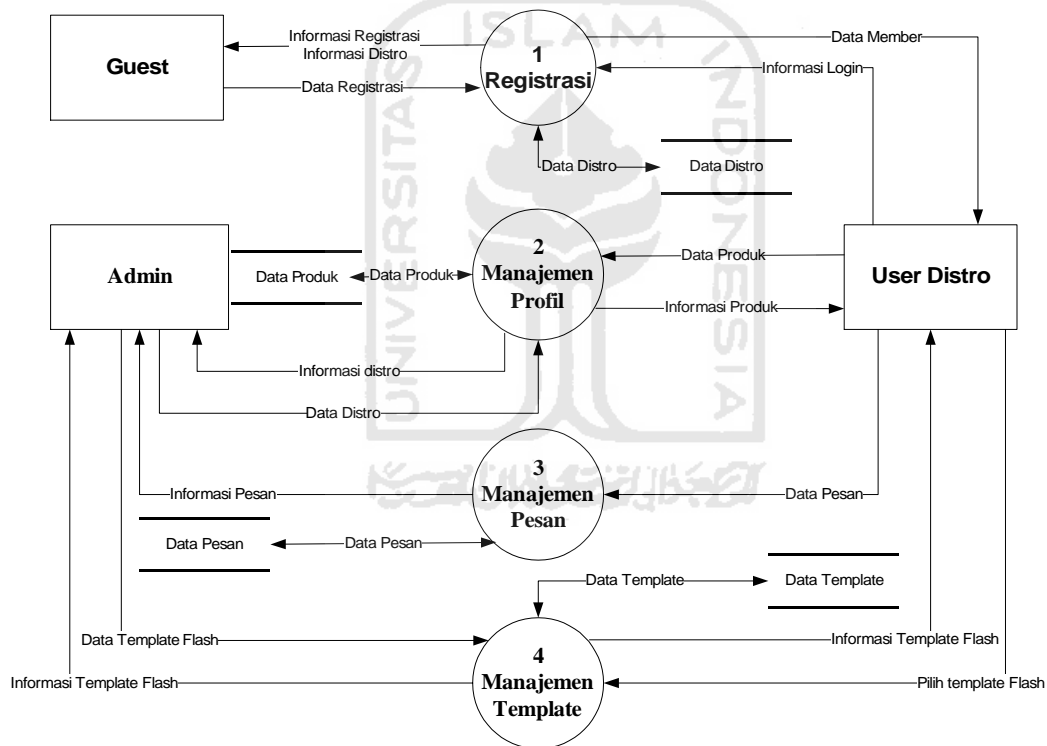 ISLAM
UNIVERSITAS
INDONESIA
Guest
Informasi Registrasi
Informasi Distro
Data Registrasi
1
Registrasi
Data Member
Informasi Login
Data Distro
Data Distro
Admin
Data Produk
Data Produk
2
Manajemen
Profil
Data Produk
Informasi Produk
User Distro
Informasi distro
Data Distro
3
Manajemen
Pesan
Informasi Pesan
Data Pesan
Data Pesan
Data Pesan
Data Template
Data Template
Data Template Flash
Informasi Template Flash
4
Manajemen
Template
Informasi Template Flash
Pilih template Flash